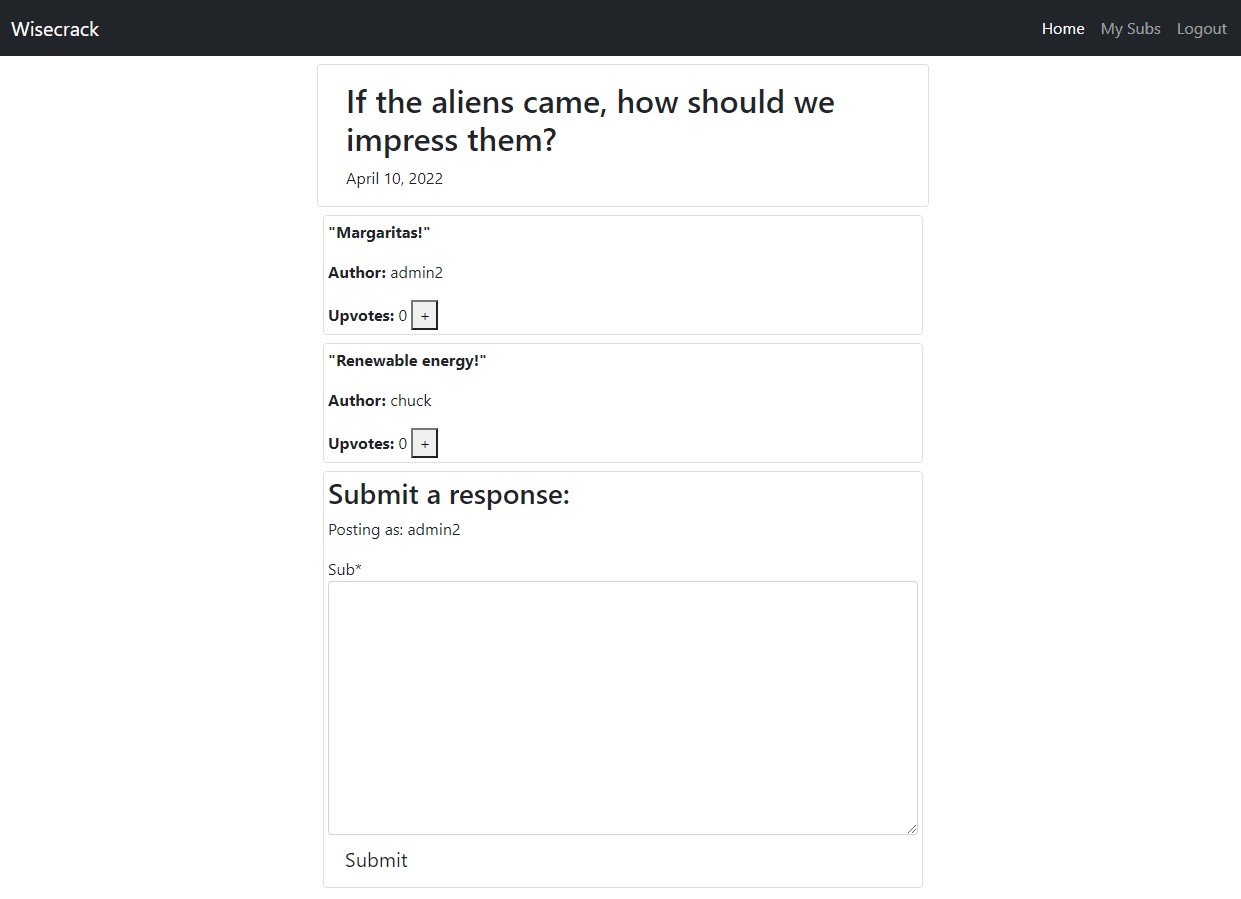 Wisecrack
Home My Subs Logout
If the aliens came, how should we
impress them?
April 10, 2022
"Margaritas!"
Author: admin2
Upvotes: 0 +
"Renewable energy!"
Author: chuck
Upvotes: 0 +
Submit a response:
Posting as: admin2
Sub*
Submit